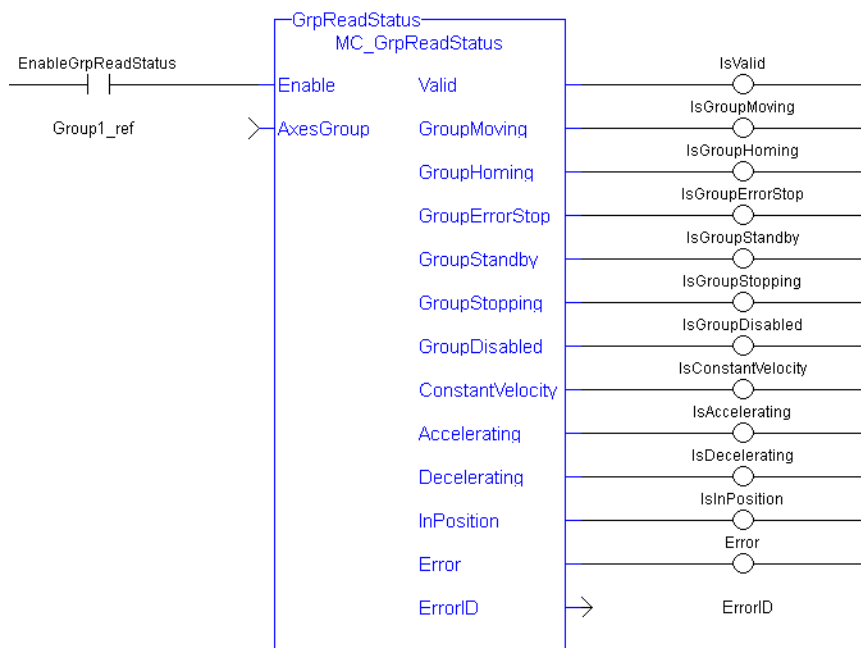 GrpReadStatus
MC_GrpReadStatus
EnableGrpReadStatus
Enable
Valid
IsValid
Group1_ref
AxesGroup
GroupMoving
IsGroupMoving
GroupHoming
IsGroupHoming
GroupErrorStop
IsGroupErrorStop
GroupStandby
IsGroupStandby
GroupStopping
IsGroupStopping
GroupDisabled
IsGroupDisabled
ConstantVelocity
IsConstantVelocity
Accelerating
IsAccelerating
Decelerating
IsDecelerating
InPosition
IsInPosition
Error
Error
ErrorID
ErrorID